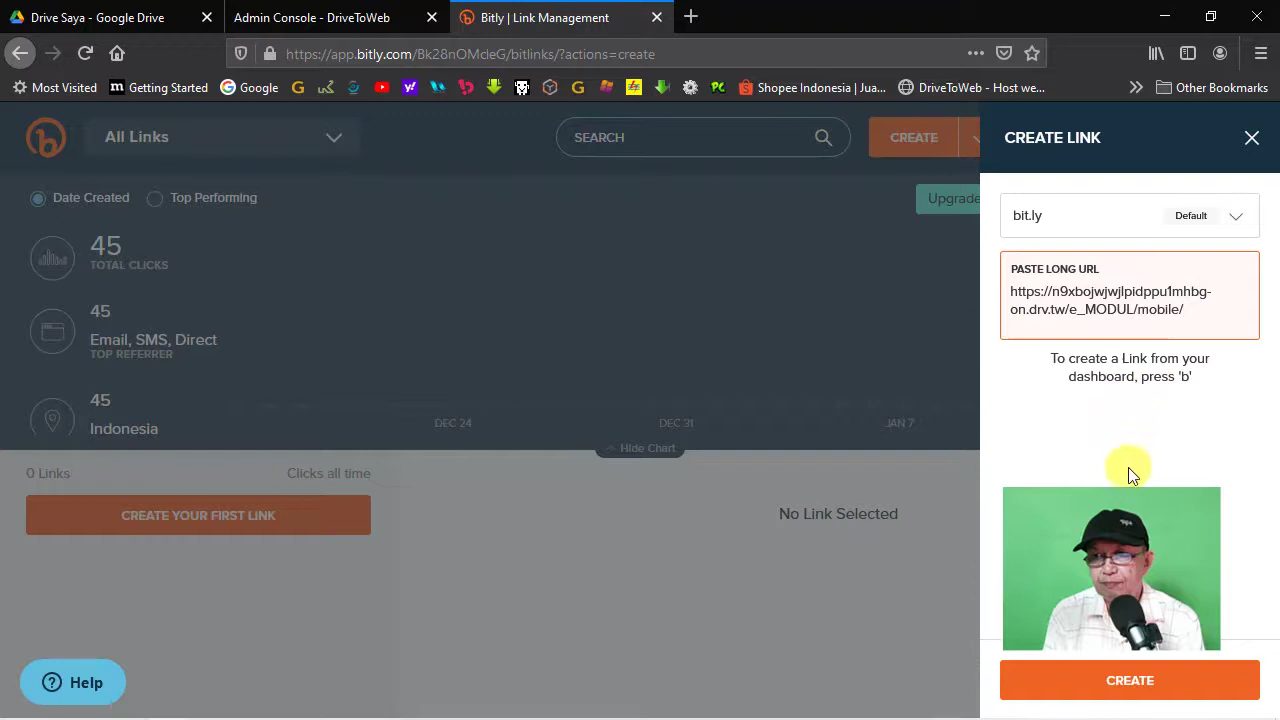 Drive Saya - Google Drive
Admin Console - DriveToWeb
Bitly | Link Management
https://app.bitly.com/Bk28nOMcleG/bitlinks/?actions=create
Most Visited
Getting Started
Google
Shopee Indonesia | Jua...
DriveToWeb - Host we...
Other Bookmarks
All Links
SEARCH
CREATE
CREATE LINK
Date Created
Top Performing
Upgrade
bit.ly
Default
45
TOTAL CLICKS
PASTE LONG URL
https://n9xbojwjwjlpidppu1mhbg-
on.drv.tw/e_MODUL/mobile/
45
Email, SMS, Direct
TOP REFERRER
To create a Link from your
dashboard, press 'b'
45
Indonesia
DEC 24
DEC 31
JAN 7
Hide Chart
0 Links
Clicks all time
CREATE YOUR FIRST LINK
No Link Selected
Help
CREATE